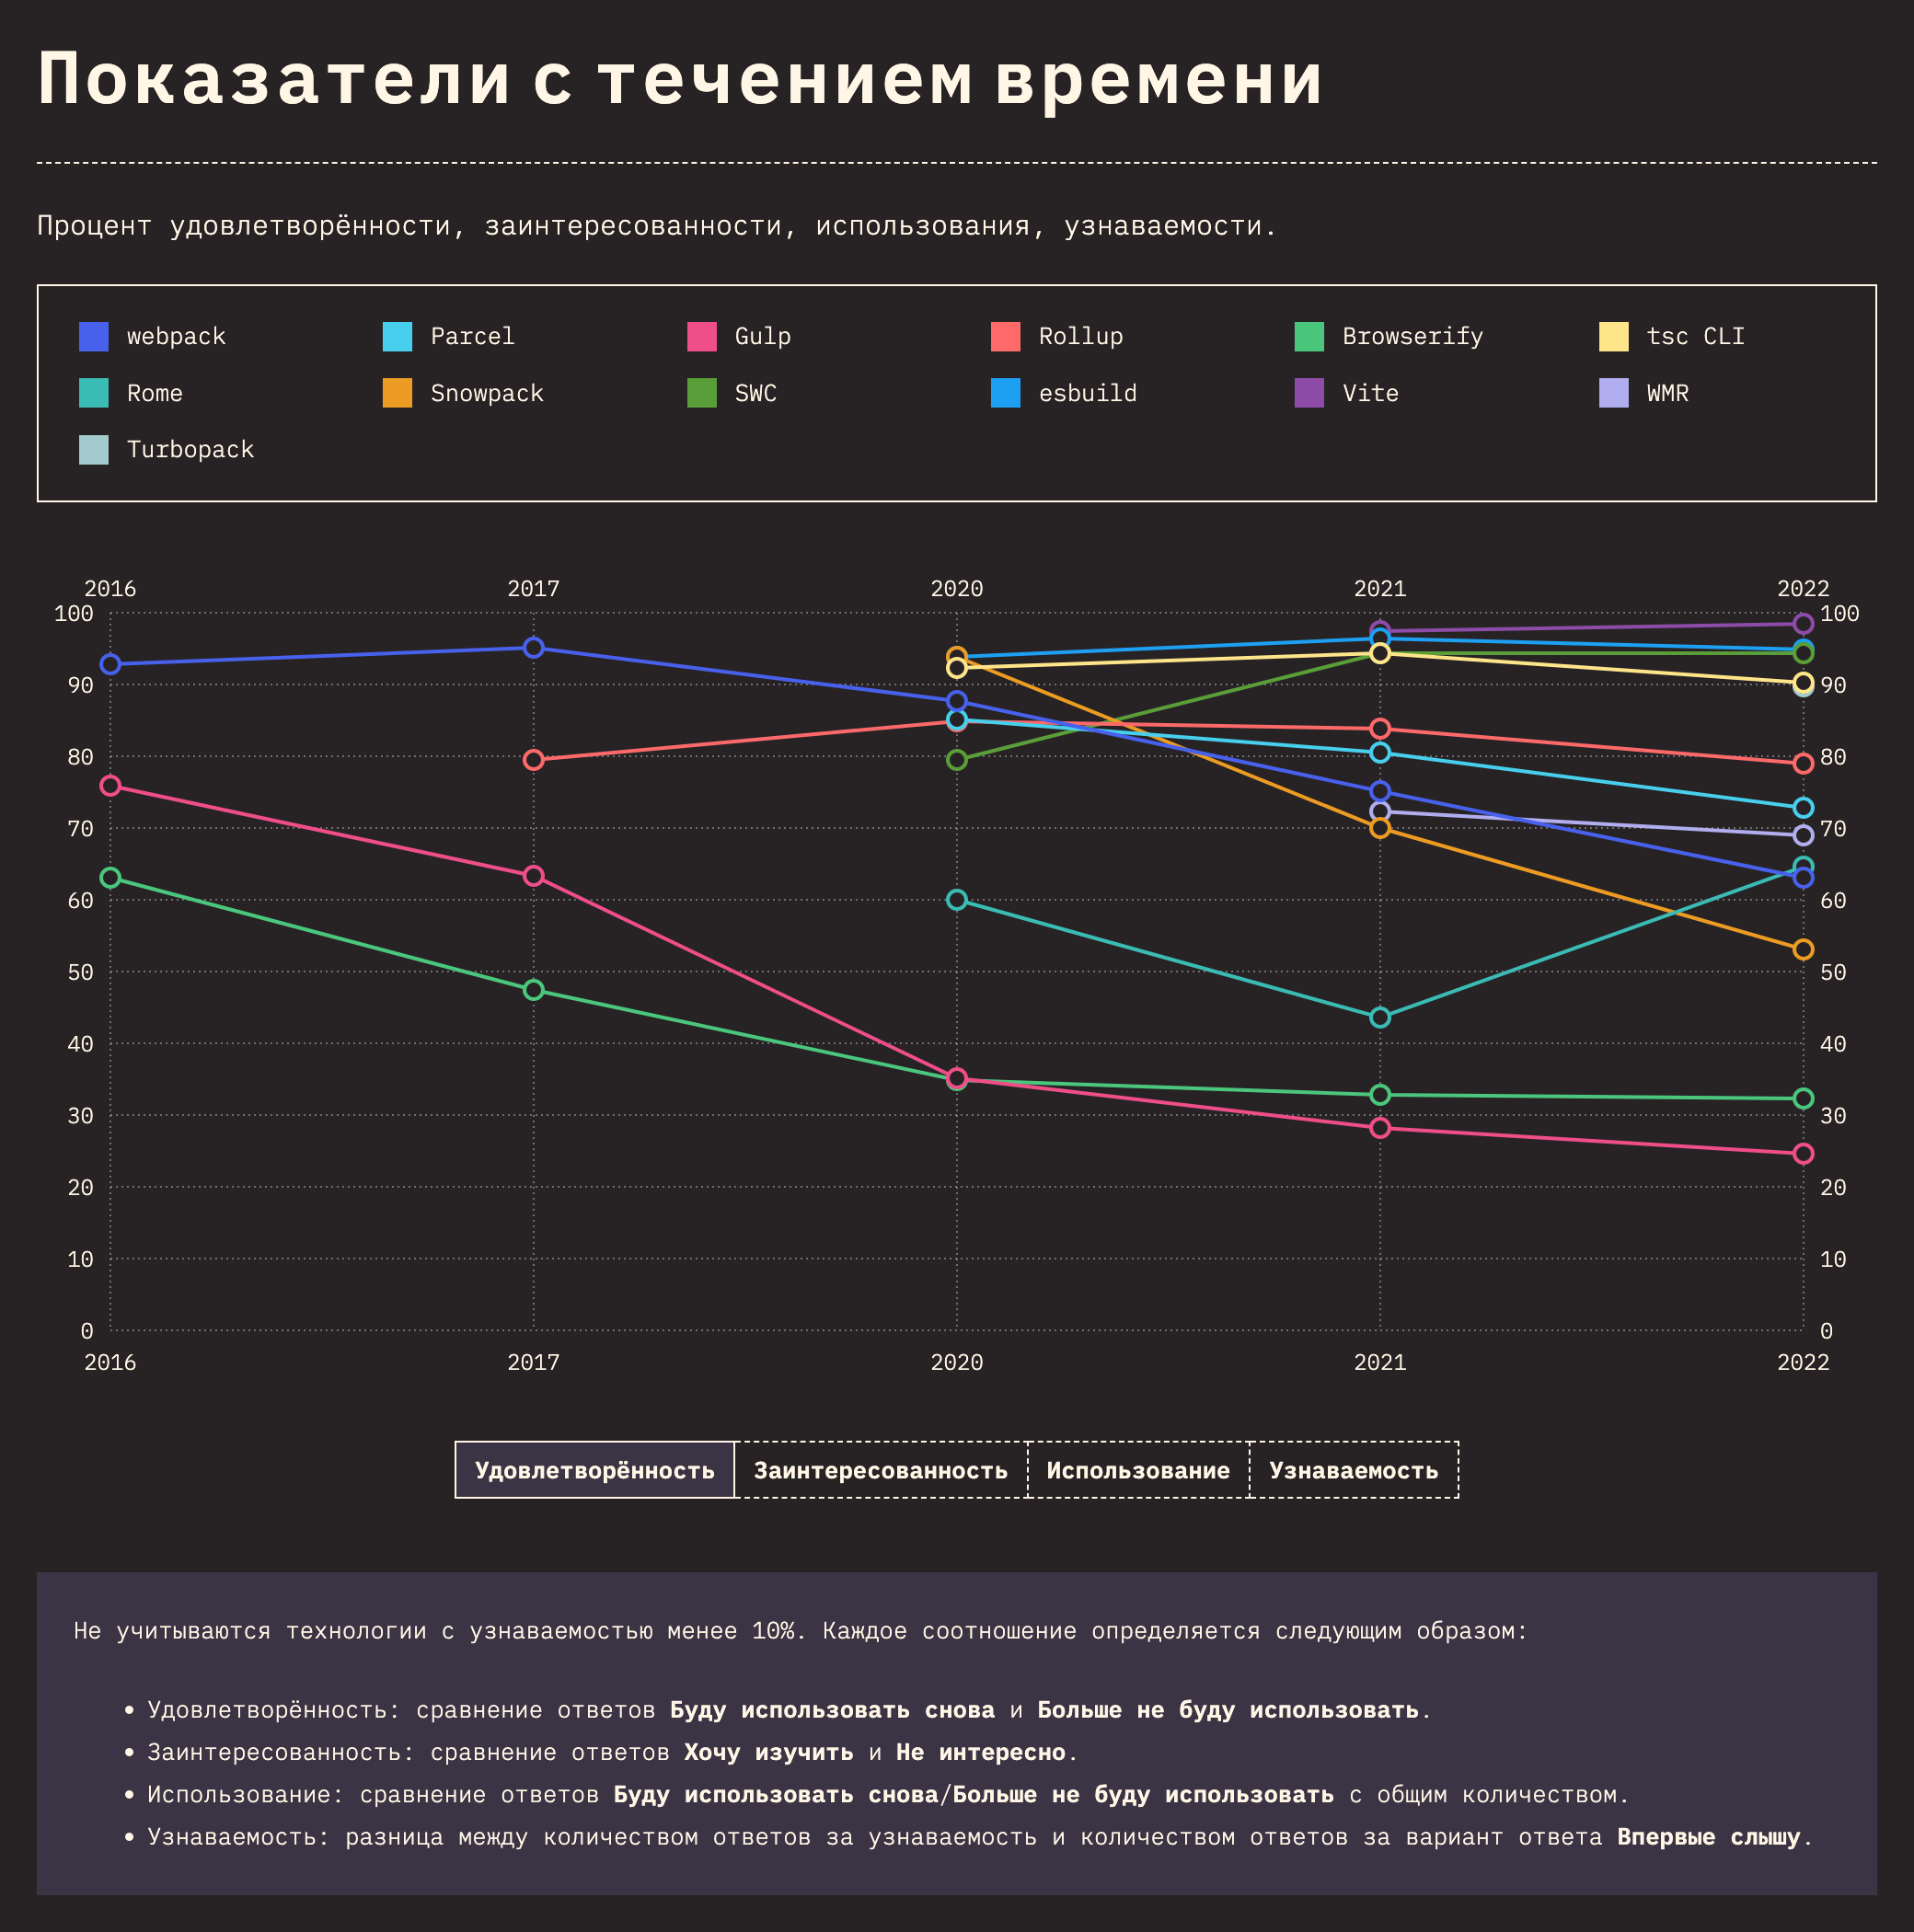 Показатели с течением времени
Процент удовлетворённости, заинтересованности, использования, узнаваемости.
webpack Parcel Gulp Rollup Browserify tsc CLI
Rome Snowpack SWC esbuild Vite WMR
Turbopack
2016 2017 2020 2021 2022
100 100
90 90
80 80
70 70
60 60
50 50
40 40
30 30
20 20
10 10
0 0
2016 2017 2020 2021 2022
Удовлетворённость Заинтересованность Использование Узнаваемость
Не учитываются технологии с узнаваемостью менее 10%. Каждое соотношение определяется следующим образом:
• Удовлетворённость: сравнение ответов Буду использовать снова и Больше не буду использовать.
• Заинтересованность: сравнение ответов Хочу изучить и Не интересно.
• Использование: сравнение ответов Буду использовать снова/Больше не буду использовать с общим количеством.
• Узнаваемость: разница между количеством ответов за узнаваемость и количеством ответов за вариант ответа Впервые слышу.